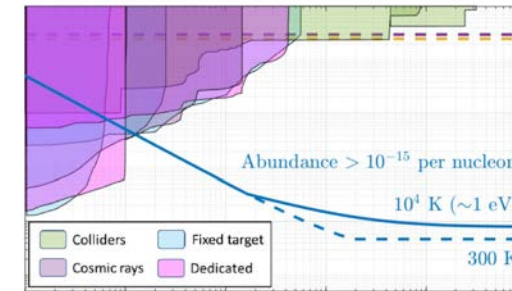 Abundance > 10⁻¹⁵ per nucleon
10⁴ K (~1 eV
300 K
Colliders
Fixed target
Cosmic rays
Dedicated